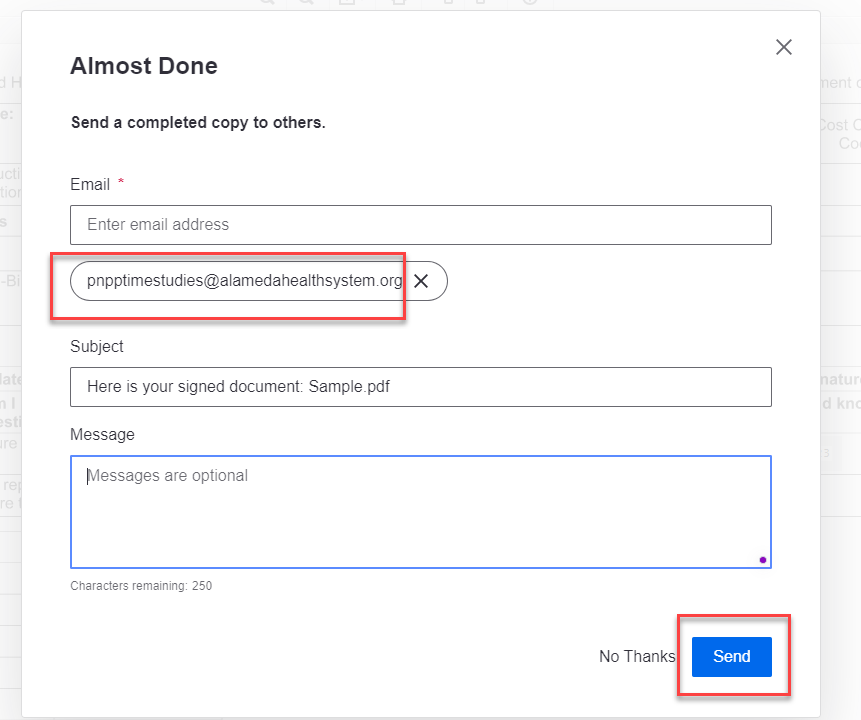 Almost Done
Send a completed copy to others.
Email *
Enter email address
pnpptimestudies@alamedahealthsystem.org
Subject
Here is your signed document: Sample.pdf
Message
Messages are optional
Characters remaining: 250
No Thanks
Send